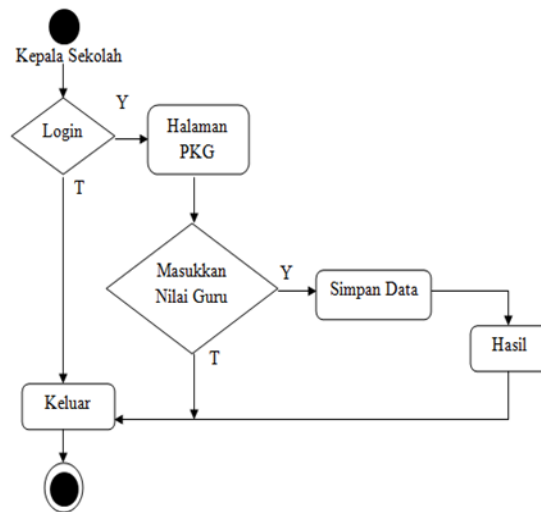 Kepala Sekolah
Y
Login
Halaman
PKG
T
Masukkan
Nilai Guru
Y
Simpan Data
Hasil
T
Keluar